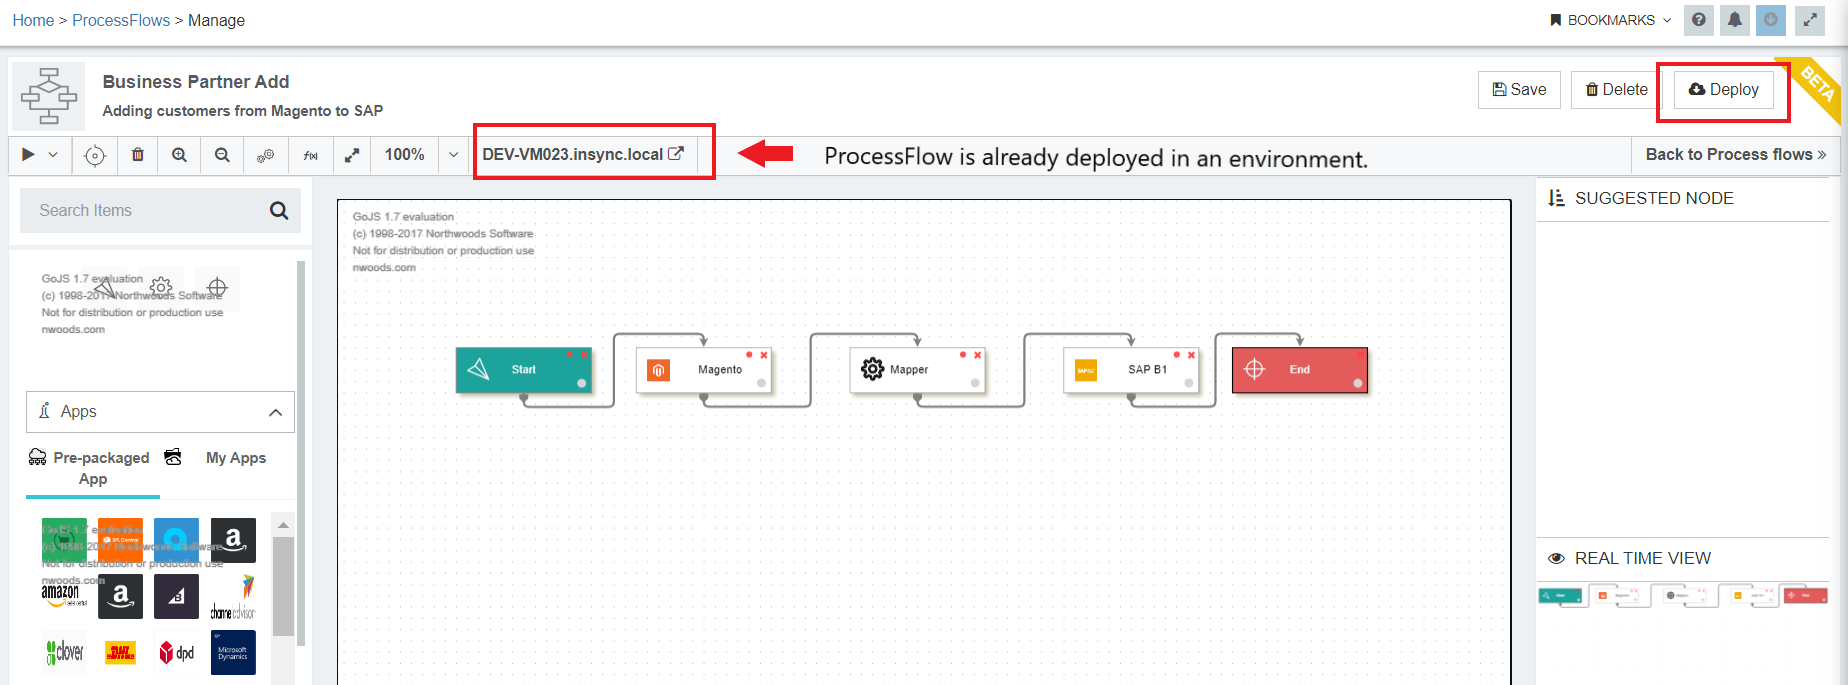 Home > ProcessFlows > Manage
BOOKMARKS
Business Partner Add
Adding customers from Magento to SAP
Save
Delete
Deploy
BETA
f(x)
100%
DEV-VM023.insync.local
ProcessFlow is already deployed in an environment.
Back to Process flows »
Search Items
GoJS 1.7 evaluation
(c) 1998-2017 Northwoods Software
Not for distribution or production use
nwoods.com
Apps
Pre-packaged
App
My Apps
GoJS 1.7 evaluation
(c) 1998-2017 Northwoods Software
Not for distribution or production use
nwoods.com
amazon
channeladvisor
clover
dpd
Microsoft
Dynamics
GoJS 1.7 evaluation
(c) 1998-2017 Northwoods Software
Not for distribution or production use
nwoods.com
Start
Magento
Mapper
SAP B1
End
SUGGESTED NODE
REAL TIME VIEW